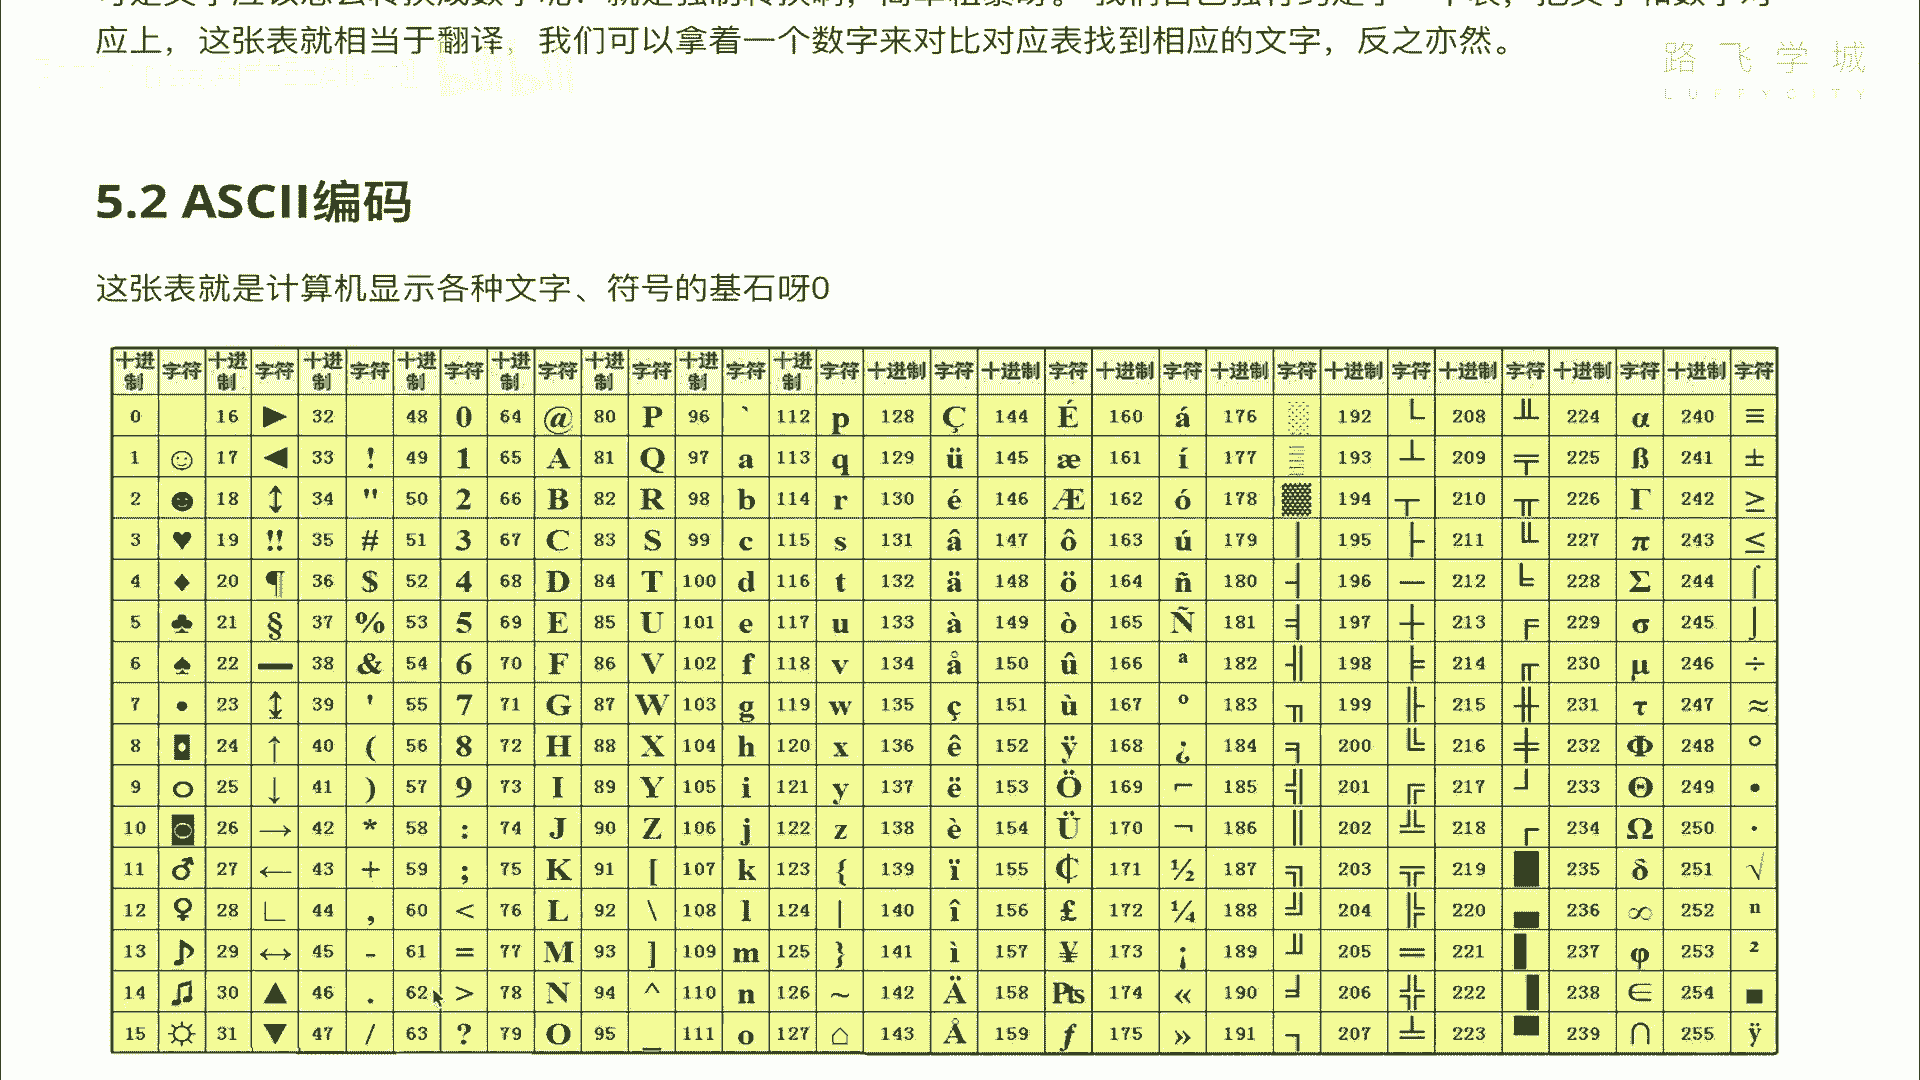 应上，这张表就相当于翻译，我们可以拿着一个数字来对比对应表找到相应的文字，反之亦然。
路飞学城
5.2 ASCII编码
这张表就是计算机显示各种文字、符号的基石呀0
十进制 字符 十进制 字符 十进制 字符 十进制 字符 十进制 字符 十进制 字符 十进制 字符 十进制 字符 十进制 字符 十进制 字符 十进制 字符 十进制 字符 十进制 字符 十进制 字符 十进制 字符 十进制 字符
0 16 ► 32 48 0 64 @ 80 P 96 ` 112 p 128 Ç 144 É 160 á 176 ░ 192 └ 208 ╨ 224 α 240 ≡
1 ☺ 17 ◄ 33 ! 49 1 65 A 81 Q 97 a 113 q 129 ü 145 æ 161 í 177 ▒ 193 ┴ 209 ╤ 225 ß 241 ±
2 ☻ 18 ↕ 34 " 50 2 66 B 82 R 98 b 114 r 130 é 146 Æ 162 ó 178 ▓ 194 ┬ 210 ╥ 226 Γ 242 ≥
3 ♥ 19 ‼ 35 # 51 3 67 C 83 S 99 c 115 s 131 â 147 ô 163 ú 179 │ 195 ├ 211 ╙ 227 π 243 ≤
4 ♦ 20 ¶ 36 $ 52 4 68 D 84 T 100 d 116 t 132 ä 148 ö 164 ñ 180 ┤ 196 ─ 212 ╘ 228 Σ 244 ⌠
5 ♣ 21 § 37 % 53 5 69 E 85 U 101 e 117 u 133 à 149 ò 165 Ñ 181 ╡ 197 ┼ 213 ╒ 229 σ 245 ⌡
6 ♠ 22 ▬ 38 & 54 6 70 F 86 V 102 f 118 v 134 å 150 û 166 ª 182 ╢ 198 ╞ 214 ╓ 230 µ 246 ÷
7 • 23 ↨ 39 ' 55 7 71 G 87 W 103 g 119 w 135 ç 151 ù 167 º 183 ╖ 199 ╟ 215 ╫ 231 τ 247 ≈
8 ◘ 24 ↑ 40 ( 56 8 72 H 88 X 104 h 120 x 136 ê 152 ÿ 168 ¿ 184 ╕ 200 ╚ 216 ╪ 232 Φ 248 °
9 ○ 25 ↓ 41 ) 57 9 73 I 89 Y 105 i 121 y 137 ë 153 Ö 169 ⌐ 185 ╣ 201 ╔ 217 ┘ 233 Θ 249 •
10 ◙ 26 → 42 * 58 : 74 J 90 Z 106 j 122 z 138 è 154 Ü 170 ¬ 186 ║ 202 ╩ 218 ┌ 234 Ω 250 ·
11 ♂ 27 ← 43 + 59 ; 75 K 91 [ 107 k 123 { 139 ï 155 ₵ 171 ½ 187 ╗ 203 ╦ 219 █ 235 δ 251 √
12 ♀ 28 ∟ 44 , 60 < 76 L 92 \ 108 l 124 | 140 î 156 £ 172 ¼ 188 ╝ 204 ╠ 220 ▄ 236 ∞ 252 ⁿ
13 ♪ 29 ↔ 45 - 61 = 77 M 93 ] 109 m 125 } 141 ì 157 ¥ 173 ¡ 189 ╜ 205 ═ 221 ▌ 237 φ 253 ²
14 ♫ 30 ▲ 46 . 62 > 78 N 94 ^ 110 n 126 ~ 142 Ä 158 ₧ 174 « 190 ╛ 206 ╬ 222 ▐ 238 ∈ 254 ■
15 ☼ 31 ▼ 47 / 63 ? 79 O 95 _ 111 o 127 ⌂ 143 Å 159 ƒ 175 » 191 ┐ 207 ╧ 223 ▀ 239 ∩ 255 ÿ